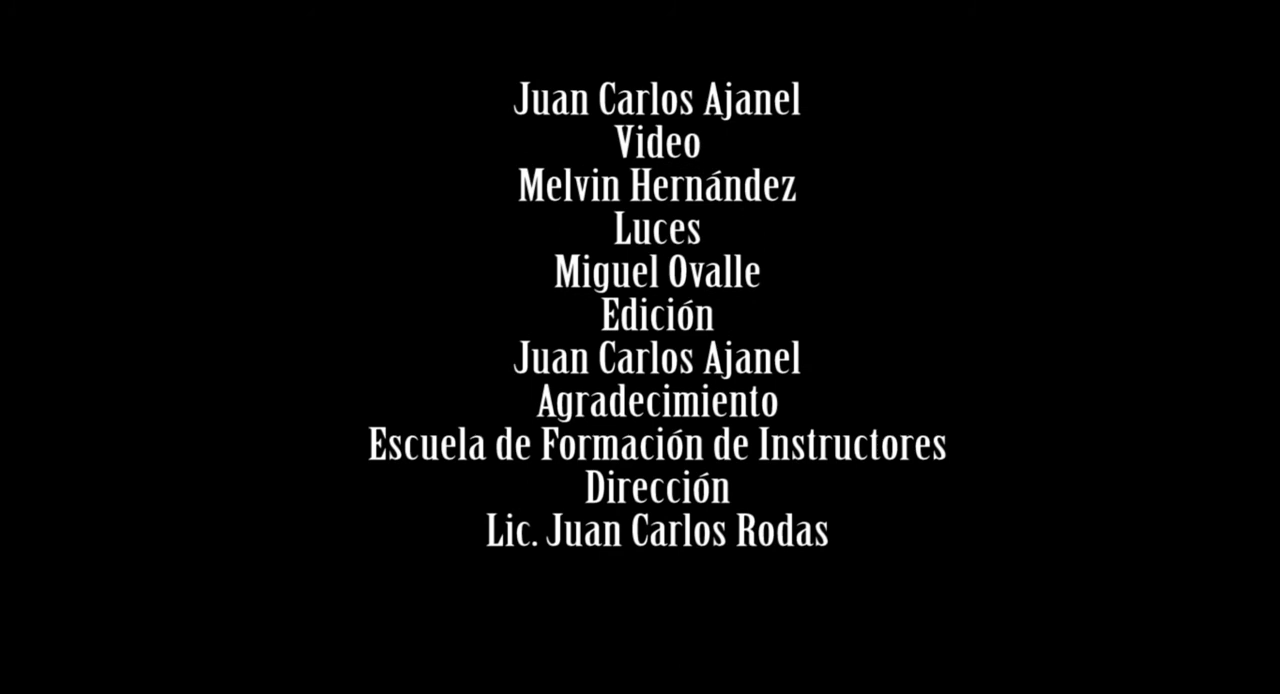 Juan Carlos Ajanel
Video
Melvin Hernández
Luces
Miguel Ovalle
Edición
Juan Carlos Ajanel
Agradecimiento
Escuela de Formación de Instructores
Dirección
Lic. Juan Carlos Rodas